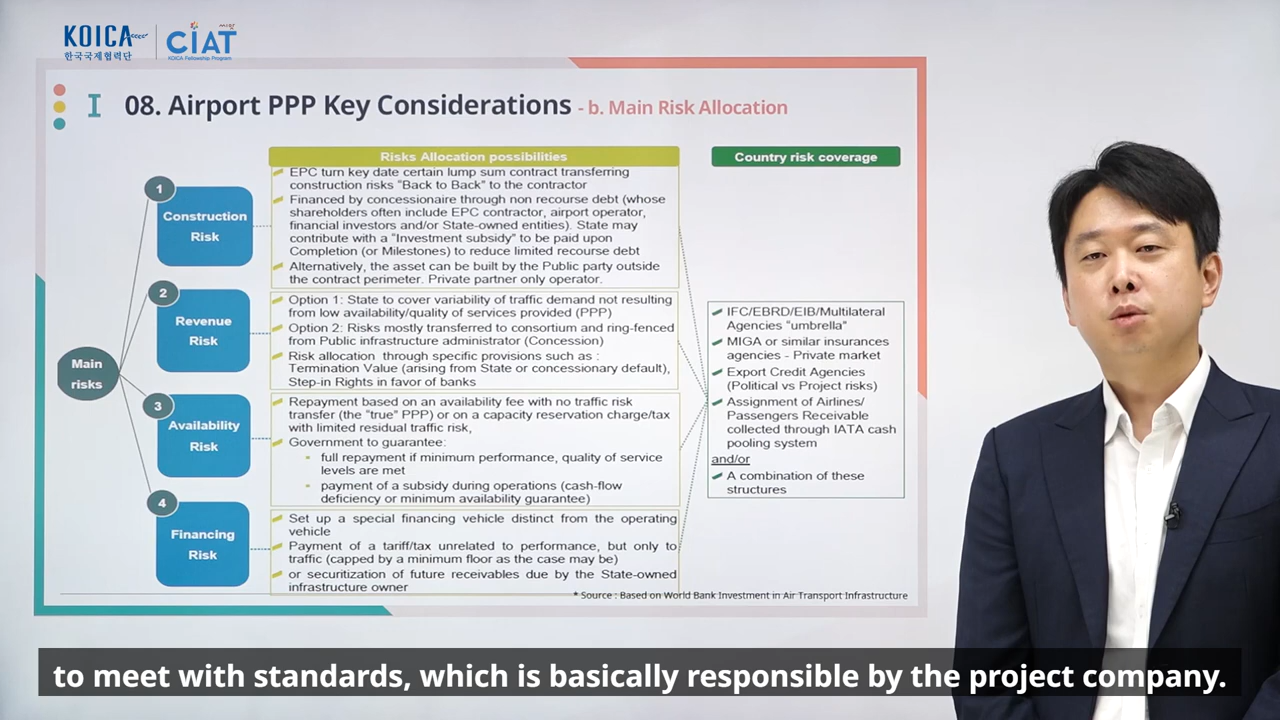 KOICA
한국국제협력단
CIAT
KOICA Fellowship Program
I 08. Airport PPP Key Considerations - b. Main Risk Allocation
Risks Allocation possibilities
Country risk coverage
Main
risks
1
Construction
Risk
EPC turn key date certain lump sum contract transferring
construction risks "Back to Back" to the contractor
Financed by concessionaire through non recourse debt (whose
shareholders often include EPC contractor, airport operator,
financial investors and/or State-owned entities). State may
contribute with a "Investment subsidy" to be paid upon
Completion (or Milestones) to reduce limited recourse debt
Alternatively, the asset can be built by the Public party outside
the contract perimeter. Private partner only operator.
2
Revenue
Risk
Option 1: State to cover variability of traffic demand not resulting
from low availability/quality of services provided (PPP)
Option 2: Risks mostly transferred to consortium and ring-fenced
from Public infrastructure administrator (Concession)
Risk allocation through specific provisions such as :
Termination Value (arising from State or concessionary default),
Step-in Rights in favor of banks
3
Availability
Risk
Repayment based on an availability fee with no traffic risk
transfer (the "true" PPP) or on a capacity reservation charge/tax
with limited residual traffic risk,
Government to guarantee:
full repayment if minimum performance, quality of service
levels are met
payment of a subsidy during operations (cash-flow
deficiency or minimum availability guarantee)
4
Financing
Risk
Set up a special financing vehicle distinct from the operating
vehicle
Payment of a tariff/tax unrelated to performance, but only to
traffic (capped by a minimum floor as the case may be)
or securitization of future receivables due by the State-owned
infrastructure owner
IFC/EBRD/EIB/Multilateral
Agencies "umbrella"
MIGA or similar insurances
agencies - Private market
Export Credit Agencies
(Political vs Project risks)
Assignment of Airlines/
Passengers Receivable
collected through IATA cash
pooling system
and/or
A combination of these
structures
* Source : Based on World Bank Investment in Air Transport Infrastructure
to meet with standards, which is basically responsible by the project company.